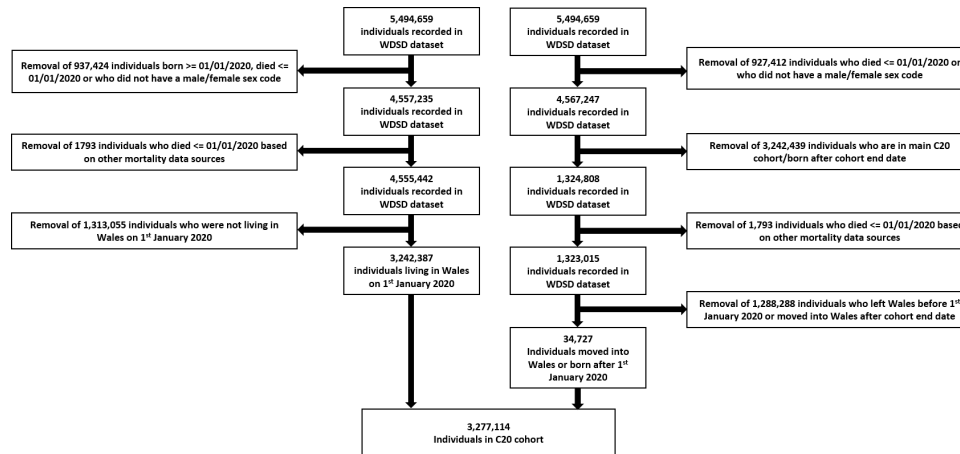 5,494,659
individuals recorded in
WDSD dataset
5,494,659
individuals recorded in
WDSD dataset
Removal of 937,424 individuals born >= 01/01/2020, died <=
01/01/2020 or who did not have a male/female sex code
Removal of 927,412 individuals who died <= 01/01/2020 or
who did not have a male/female sex code
4,557,235
individuals recorded in
WDSD dataset
4,567,247
individuals recorded in
WDSD dataset
Removal of 1793 individuals who died <= 01/01/2020 based
on other mortality data sources
Removal of 3,242,439 individuals who are in main C20
cohort/born after cohort end date
4,555,442
individuals recorded in
WDSD dataset
1,324,808
individuals recorded in
WDSD dataset
Removal of 1,313,055 individuals who were not living in
Wales on 1st January 2020
Removal of 1,793 individuals who died <= 01/01/2020 based
on other mortality data sources
3,242,387
individuals living in Wales
on 1st January 2020
1,323,015
individuals recorded in
WDSD dataset
Removal of 1,288,288 individuals who left Wales before 1st
January 2020 or moved into Wales after cohort end date
34,727
Individuals moved into
Wales or born after 1st
January 2020
3,277,114
Individuals in C20 cohort